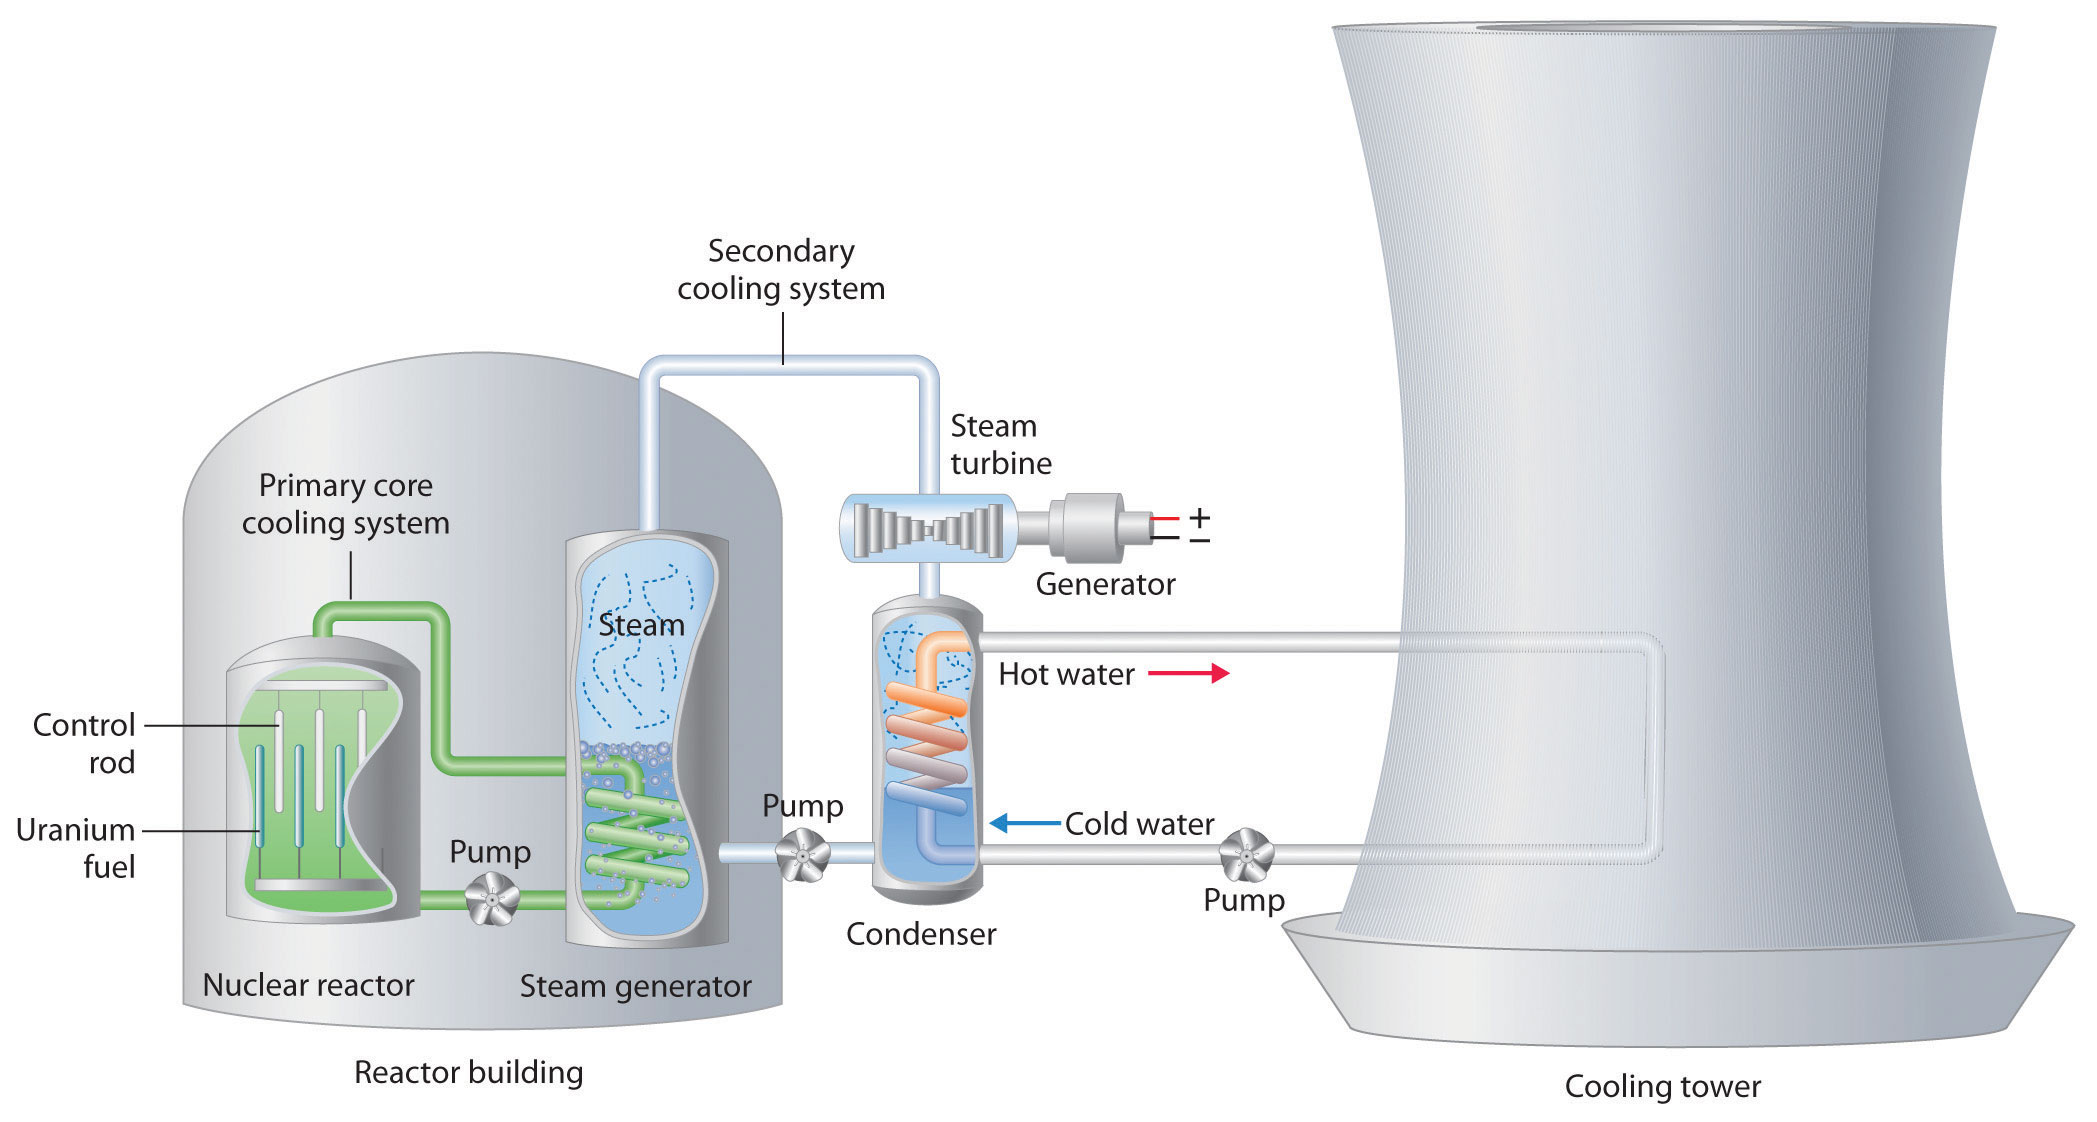 Secondary
cooling system
Steam
turbine
Primary core
cooling system
+
−
Generator
Steam
Hot water
Control
rod
Pump
Cold water
Uranium
fuel
Pump
Pump
Condenser
Nuclear reactor
Steam generator
Reactor building
Cooling tower